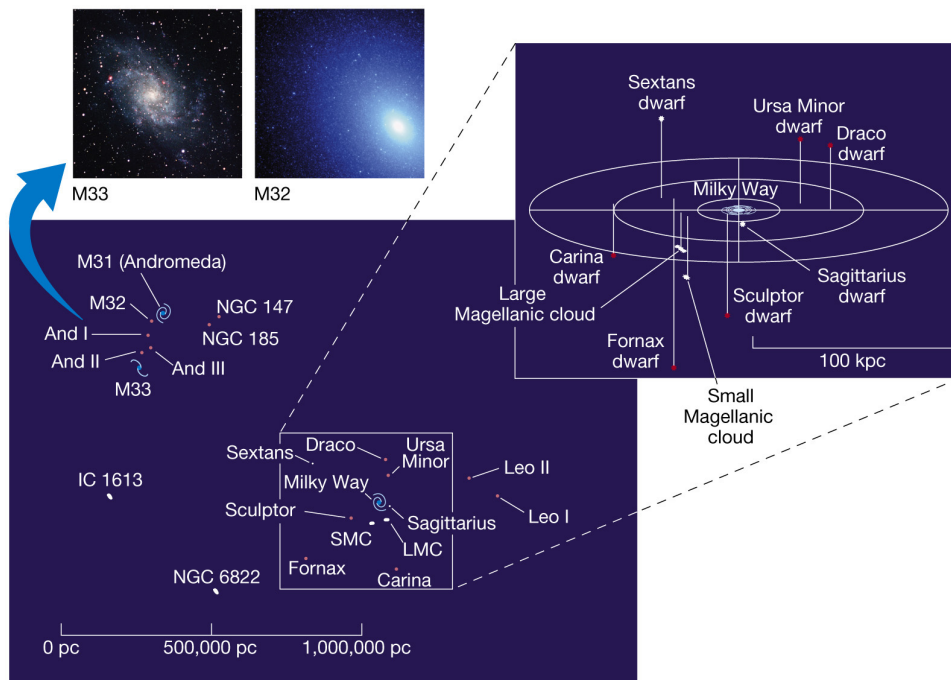 M33
M32
Sextans
dwarf
Ursa Minor
dwarf
Draco
dwarf
Milky Way
Carina
dwarf
Large
Magellanic cloud
Sagittarius
dwarf
Sculptor
dwarf
Fornax
dwarf
100 kpc
Small
Magellanic
cloud
M31 (Andromeda)
M32
NGC 147
And I
NGC 185
And II
And III
M33
Draco
Ursa
Minor
Sextans
Leo II
IC 1613
Milky Way
Sculptor
Sagittarius
Leo I
SMC
LMC
Fornax
Carina
NGC 6822
0 pc
500,000 pc
1,000,000 pc